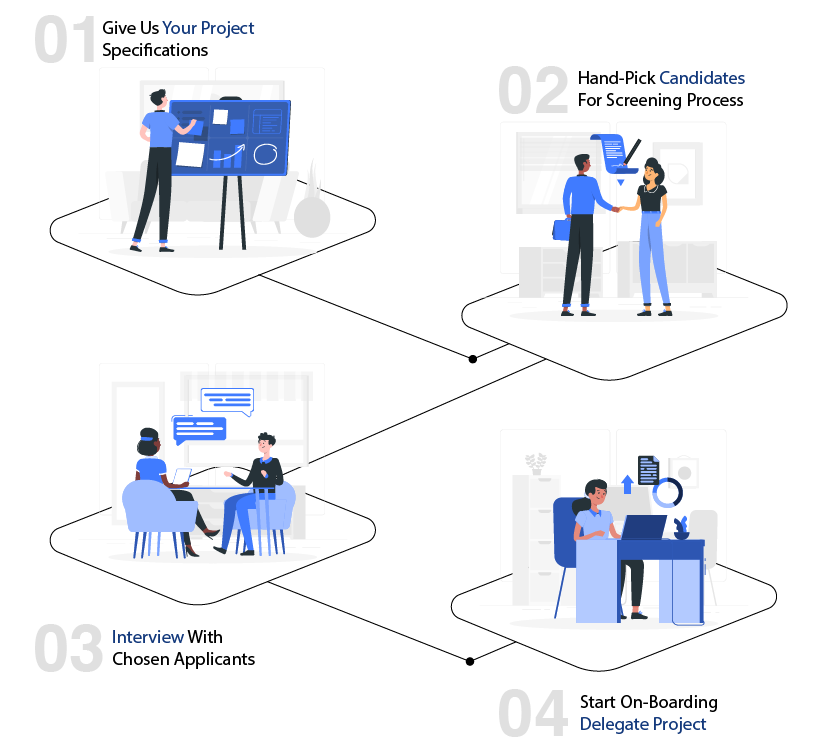 01
Give Us Your Project
Specifications
02
Hand-Pick Candidates
For Screening Process
03
Interview With
Chosen Applicants
04
Start On-Boarding
Delegate Project